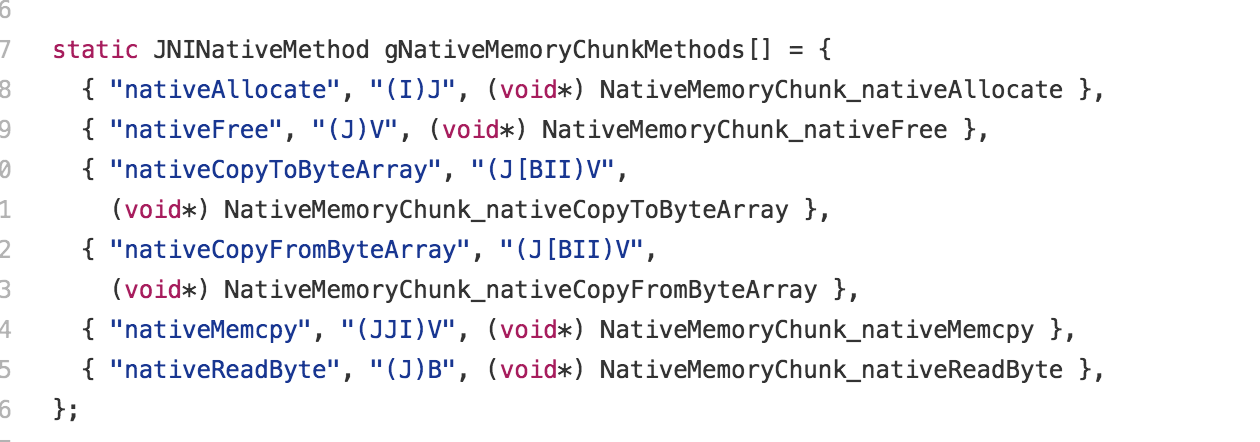 6
7 static JNINativeMethod gNativeMemoryChunkMethods[] = {
8 { "nativeAllocate", "(I)J", (void*) NativeMemoryChunk_nativeAllocate },
9 { "nativeFree", "(J)V", (void*) NativeMemoryChunk_nativeFree },
0 { "nativeCopyToByteArray", "(J[BII)V",
1 (void*) NativeMemoryChunk_nativeCopyToByteArray },
2 { "nativeCopyFromByteArray", "(J[BII)V",
3 (void*) NativeMemoryChunk_nativeCopyFromByteArray },
4 { "nativeMemcpy", "(JJI)V", (void*) NativeMemoryChunk_nativeMemcpy },
5 { "nativeReadByte", "(J)B", (void*) NativeMemoryChunk_nativeReadByte },
6 };